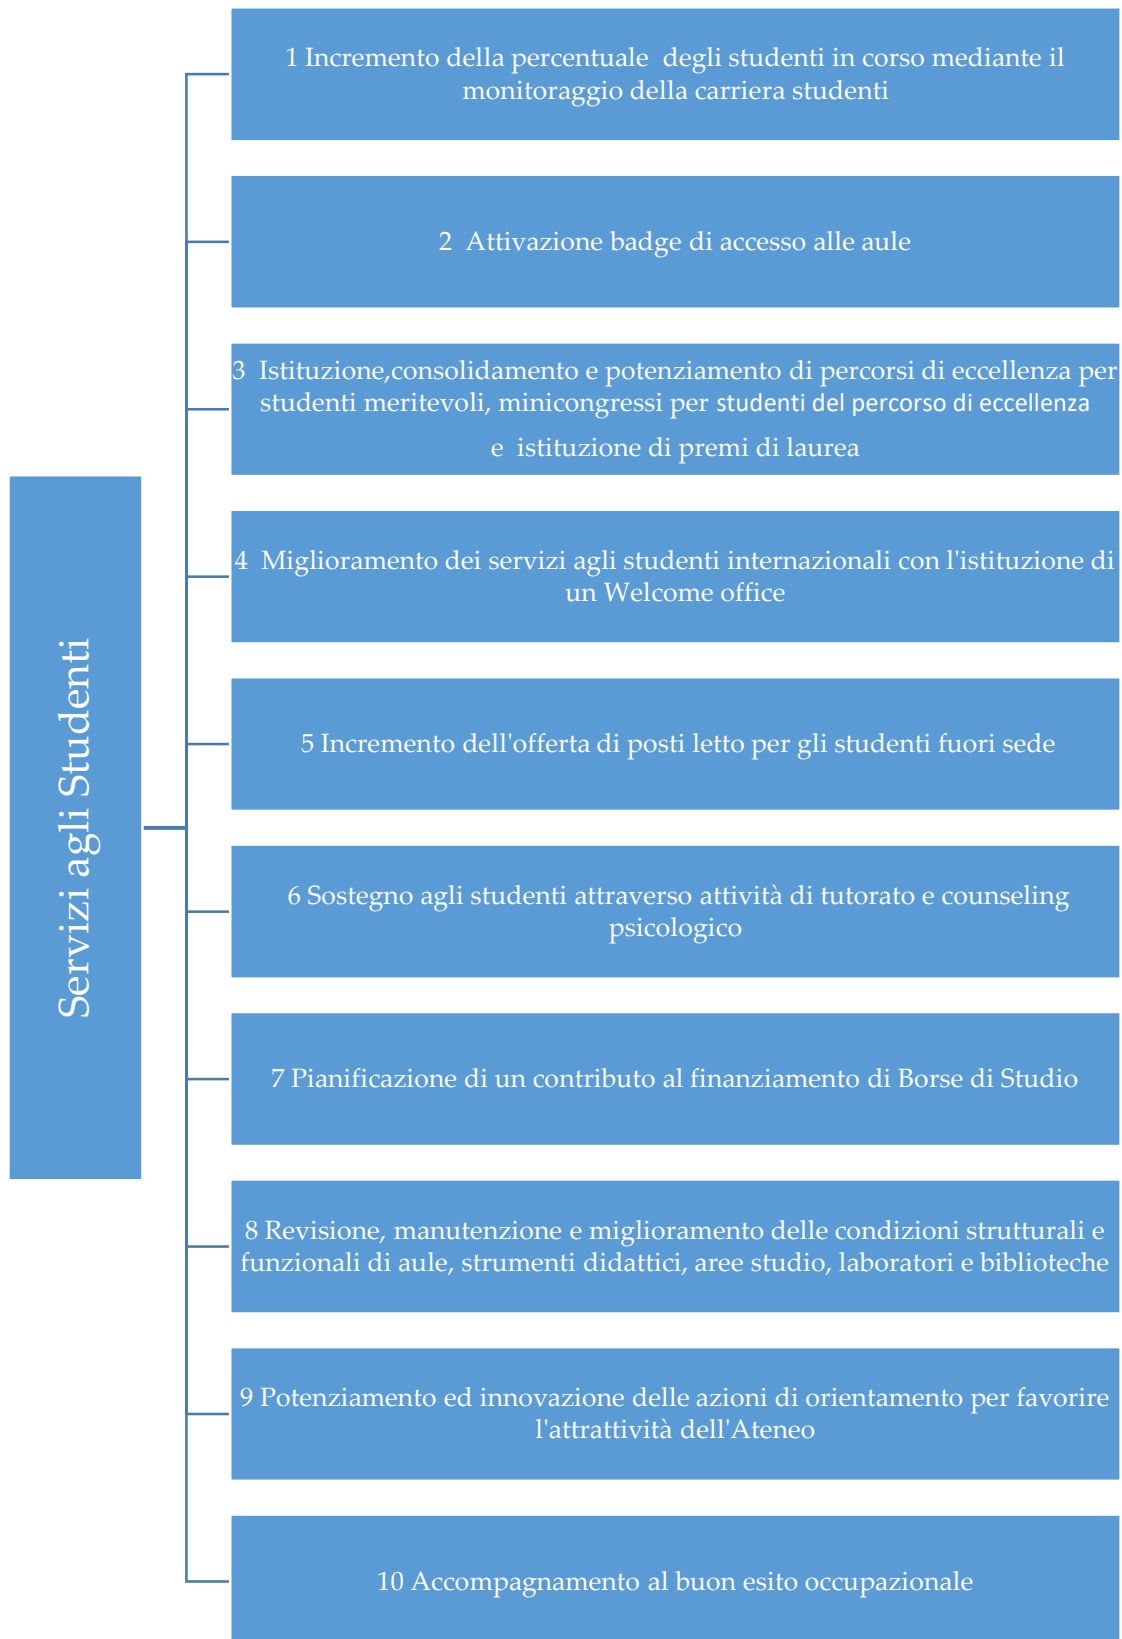 Servizi agli Studenti
1 Incremento della percentuale degli studenti in corso mediante il
monitoraggio della carriera studenti
2 Attivazione badge di accesso alle aule
3 Istituzione,consolidamento e potenziamento di percorsi di eccellenza per
studenti meritevoli, minicongressi per studenti del percorso di eccellenza
e istituzione di premi di laurea
4 Miglioramento dei servizi agli studenti internazionali con l'istituzione di
un Welcome office
5 Incremento dell'offerta di posti letto per gli studenti fuori sede
6 Sostegno agli studenti attraverso attività di tutorato e counseling
psicologico
7 Pianificazione di un contributo al finanziamento di Borse di Studio
8 Revisione, manutenzione e miglioramento delle condizioni strutturali e
funzionali di aule, strumenti didattici, aree studio, laboratori e biblioteche
9 Potenziamento ed innovazione delle azioni di orientamento per favorire
l'attrattività dell'Ateneo
10 Accompagnamento al buon esito occupazionale